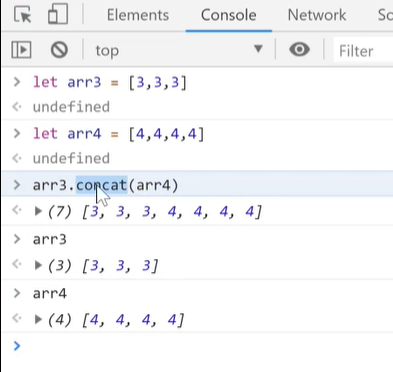 Elements Console Network
top Filter
> let arr3 = [3,3,3]
<· undefined
> let arr4 = [4,4,4,4]
<· undefined
> arr3.concat(arr4)
<· ▶(7) [3, 3, 3, 4, 4, 4, 4]
> arr3
<· ▶(3) [3, 3, 3]
> arr4
<· ▶(4) [4, 4, 4, 4]
>